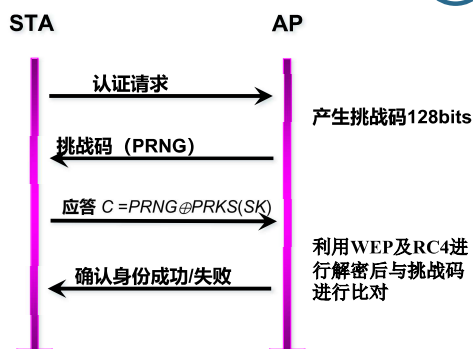 STA
AP
认证请求
产生挑战码128bits
挑战码（PRNG）
应答 C =PRNG⊕PRKS(SK)
利用WEP及RC4进
行解密后与挑战码
进行比对
确认身份成功/失败